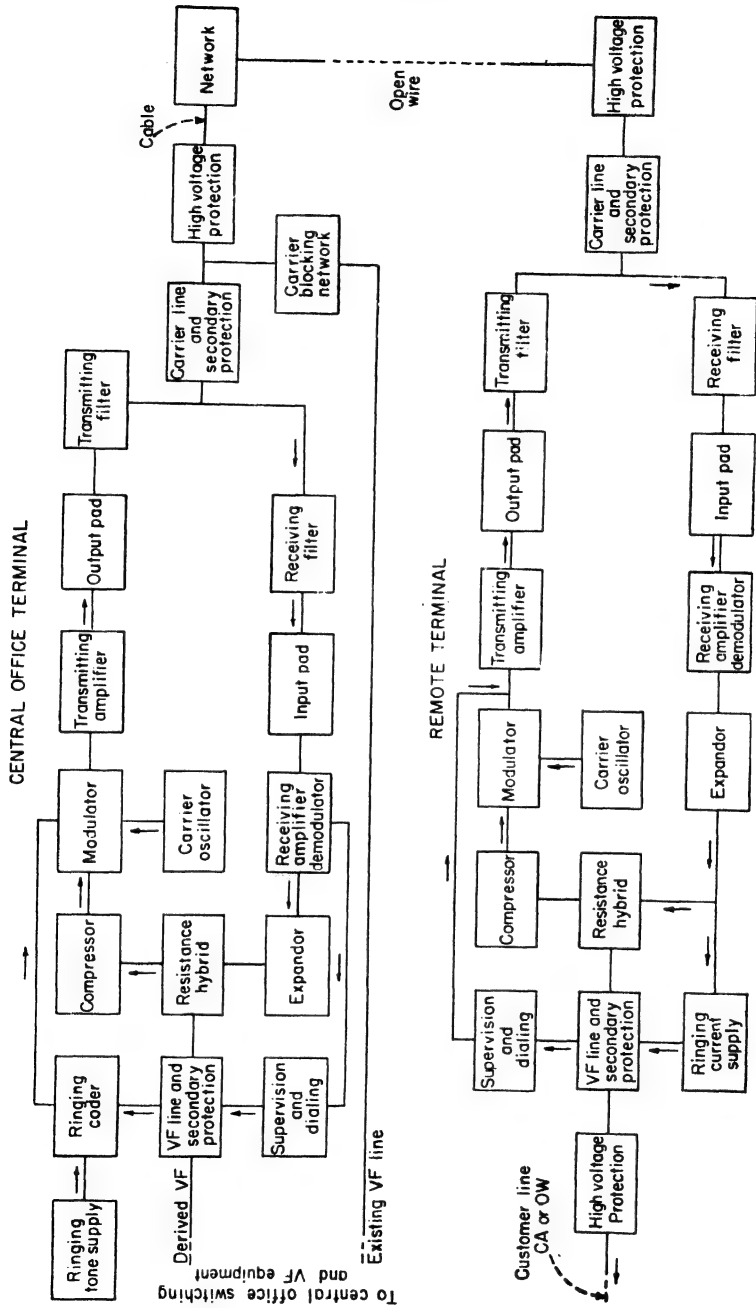 CENTRAL OFFICE TERMINAL
Ringing
tone supply
Ringing
coder
Compressor
Modulator
Transmitting
amplifier
Output pad
Transmitting
filter
Carrier
oscillator
To central office switching
and VF equipment
Derived VF
VF line and
secondary
protection
Resistance
hybrid
Supervision
and
dialing
Expandor
Receiving
amplifier
demodulator
Input pad
Receiving
filter
Carrier line
and
secondary
protection
High voltage
protection
Cable
Network
Carrier
blocking
network
Existing VF line
Open
wire
REMOTE TERMINAL
Supervision
and
dialing
Compressor
Modulator
Transmitting
amplifier
Output pad
Transmitting
filter
Carrier
oscillator
Customer line
CA or OW
High voltage
Protection
VF line and
secondary
protection
Resistance
hybrid
Ringing
current
supply
Expandor
Receiving
amplifier
demodulator
Input pad
Receiving
filter
Carrier line
and
secondary
protection
High voltage
protection